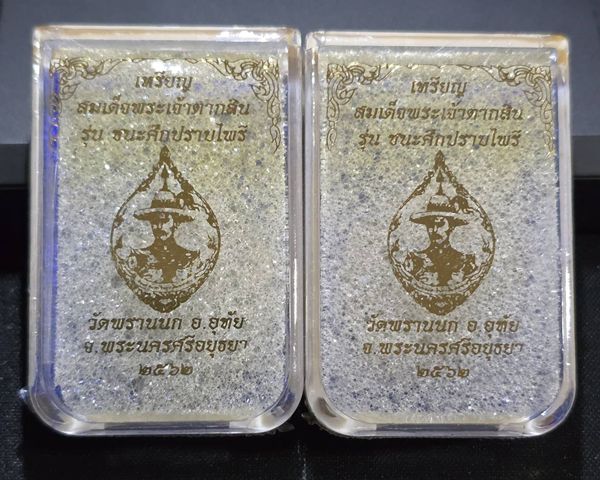 เหรียญ
สมเด็จพระเจ้าตากสิน
รุ่น ชนะศึกปราบไพรี
วัดพรานนก อ.อุทัย
จ.พระนครศรีอยุธยา
๒๕๖๒
เหรียญ
สมเด็จพระเจ้าตากสิน
รุ่น ชนะศึกปราบไพรี
วัดพรานนก อ.อุทัย
จ.พระนครศรีอยุธยา
๒๕๖๒